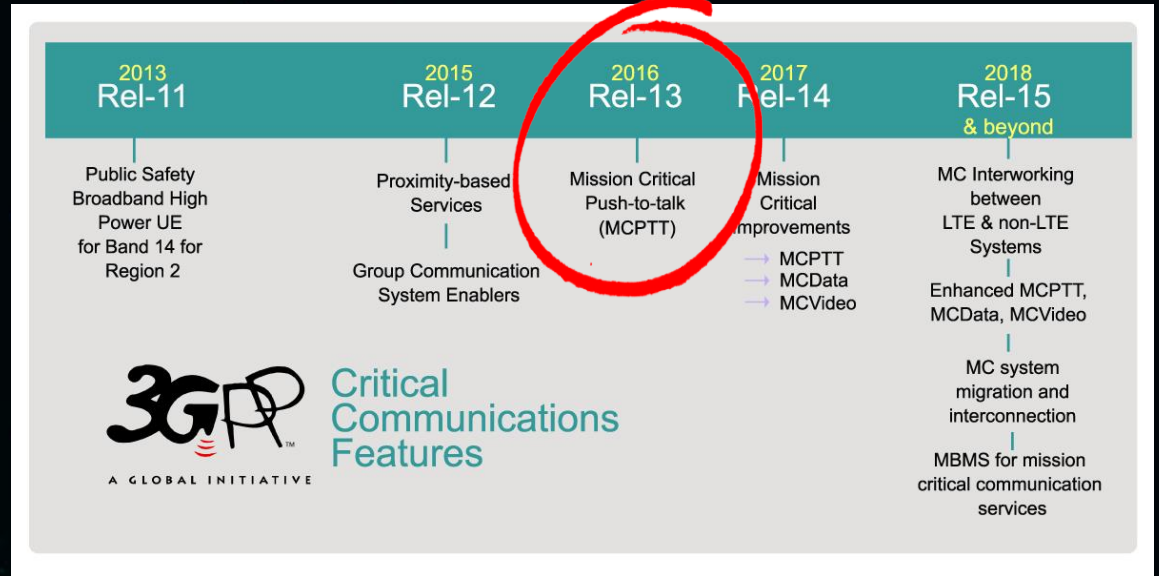 2013
Rel-11
Public Safety
Broadband High
Power UE
for Band 14 for
Region 2
2015
Rel-12
Proximity-based
Services
Group Communication
System Enablers
2016
Rel-13
Mission Critical
Push-to-talk
(MCPTT)
2017
Rel-14
Mission
Critical
Improvements
→ MCPTT
→ MCData
→ MCVideo
2018
Rel-15
& beyond
MC Interworking
between
LTE & non-LTE
Systems
Enhanced MCPTT,
MCData, MCVideo
MC system
migration and
interconnection
MBMS for mission
critical communication
services
3GPP
TM
A GLOBAL INITIATIVE
Critical
Communications
Features